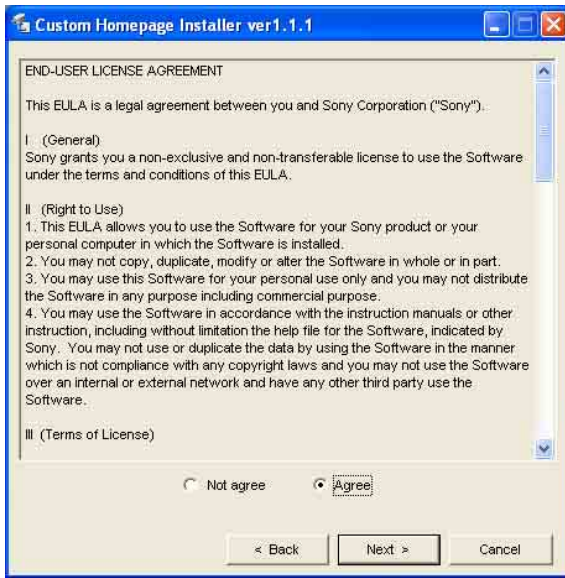 Custom Homepage Installer ver1.1.1
END-USER LICENSE AGREEMENT
This EULA is a legal agreement between you and Sony Corporation ("Sony").
I (General)
Sony grants you a non-exclusive and non-transferable license to use the Software
under the terms and conditions of this EULA.
II (Right to Use)
1. This EULA allows you to use the Software for your Sony product or your
personal computer in which the Software is installed.
2. You may not copy, duplicate, modify or alter the Software in whole or in part.
3. You may use this Software for your personal use only and you may not distribute
the Software in any purpose including commercial purpose.
4. You may use the Software in accordance with the instruction manuals or other
instruction, including without limitation the help file for the Software, indicated by
Sony. You may not use or duplicate the data by using the Software in the manner
which is not compliance with any copyright laws and you may not use the Software
over an internal or external network and have any other third party use the
Software.
III (Terms of License)
Not agree Agree
< Back Next > Cancel